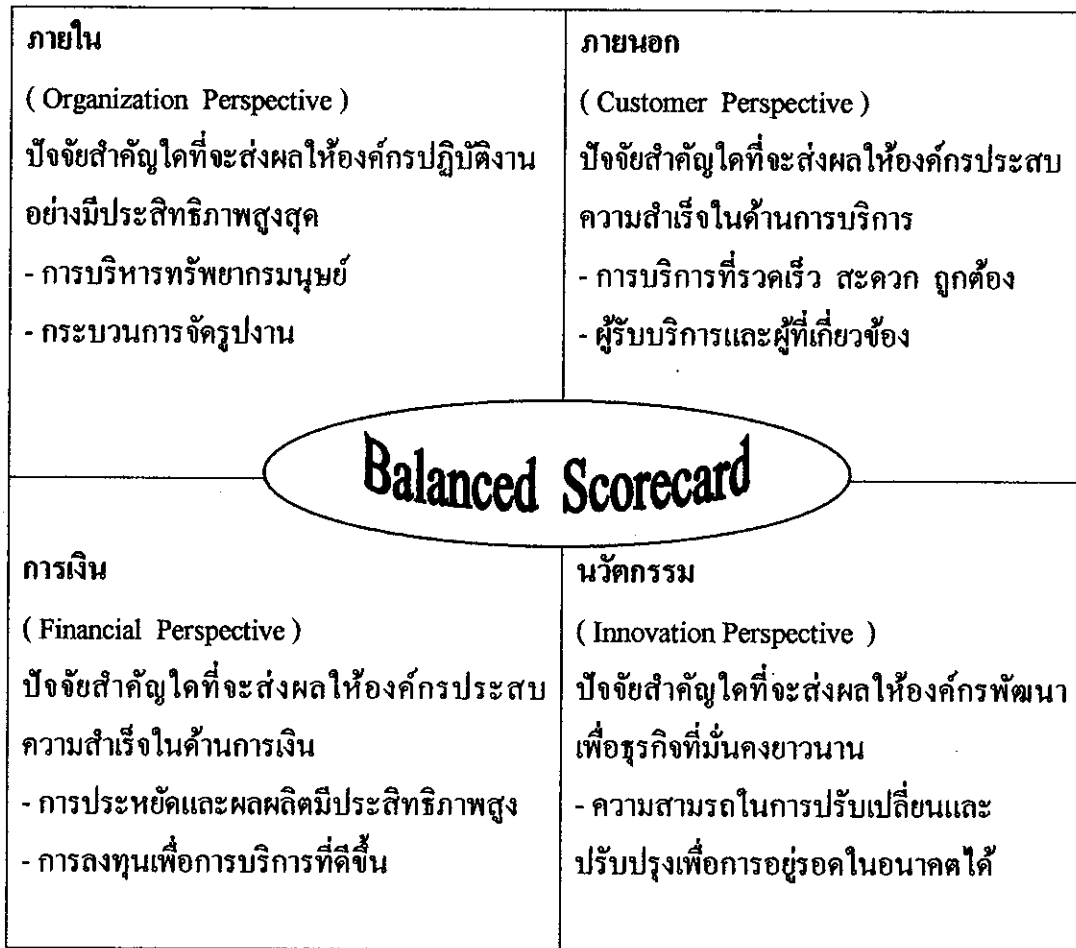 ภายใน
( Organization Perspective )
ปัจจัยสำคัญใดที่จะส่งผลให้องค์กรปฏิบัติงาน
อย่างมีประสิทธิภาพสูงสุด
- การบริหารทรัพยากรมนุษย์
- กระบวนการจัดรูปงาน
ภายนอก
( Customer Perspective )
ปัจจัยสำคัญใดที่จะส่งผลให้องค์กรประสบ
ความสำเร็จในด้านการบริการ
- การบริการที่รวดเร็ว สะดวก ถูกต้อง
- ผู้รับบริการและผู้ที่เกี่ยวข้อง
Balanced Scorecard
การเงิน
( Financial Perspective )
ปัจจัยสำคัญใดที่จะส่งผลให้องค์กรประสบ
ความสำเร็จในด้านการเงิน
- การประหยัดและผลผลิตมีประสิทธิภาพสูง
- การลงทุนเพื่อการบริการที่ดีขึ้น
นวัตกรรม
( Innovation Perspective )
ปัจจัยสำคัญใดที่จะส่งผลให้องค์กรพัฒนา
เพื่อธุรกิจที่มั่นคงยาวนาน
- ความสามรถในการปรับเปลี่ยนและ
ปรับปรุงเพื่อการอยู่รอดในอนาคตได้